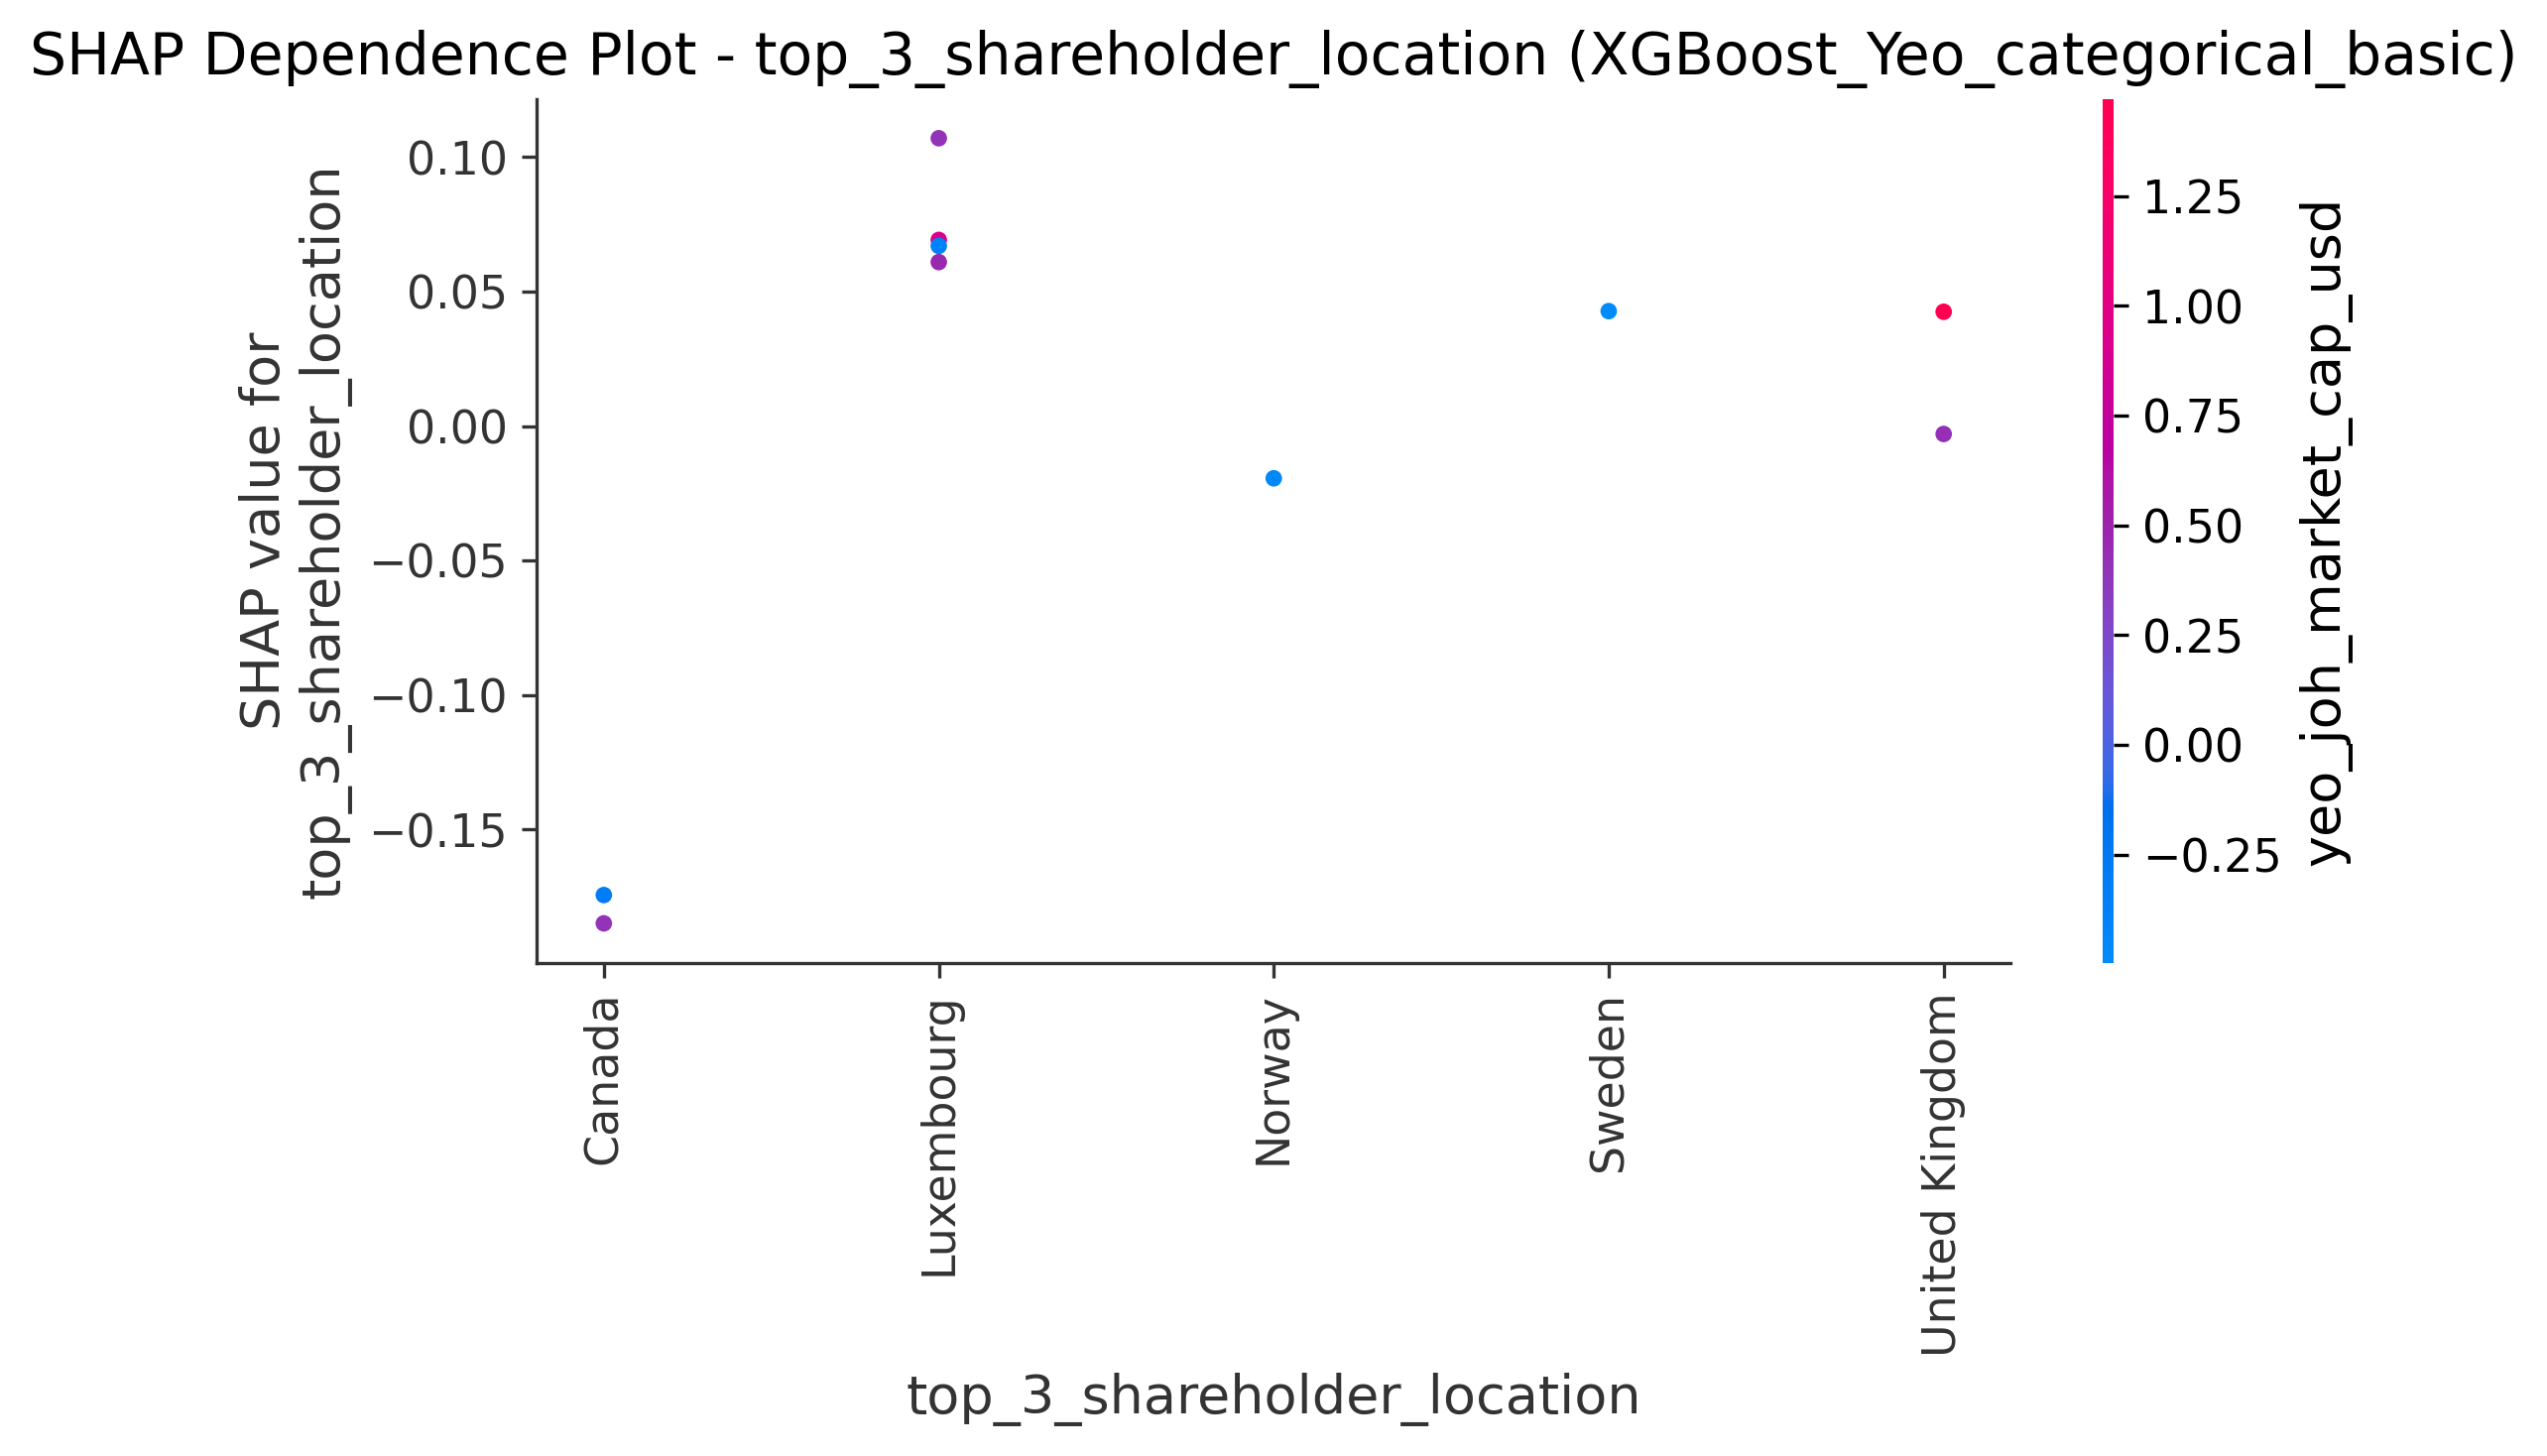 SHAP Dependence Plot - top_3_shareholder_location (XGBoost_Yeo_categorical_basic)
SHAP value for
top_3_shareholder_location
0.10
0.05
0.00
−0.05
−0.10
−0.15
Canada
Luxembourg
Norway
Sweden
United Kingdom
top_3_shareholder_location
1.25
1.00
0.75
0.50
0.25
0.00
−0.25
yeo_joh_market_cap_usd